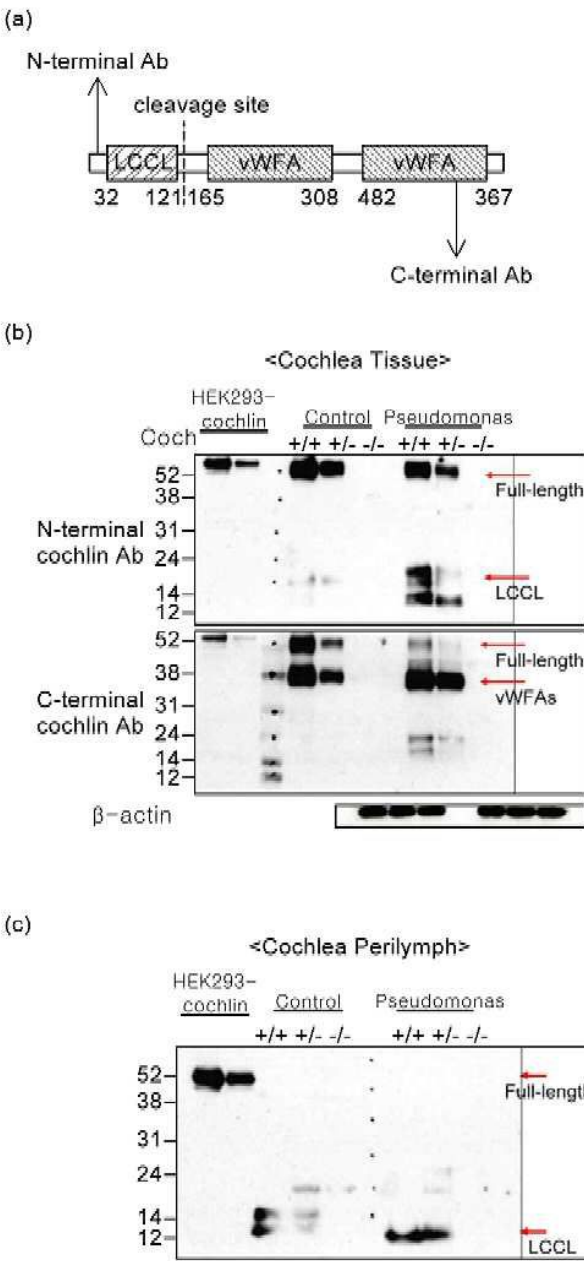 (a)
N-terminal Ab
cleavage site
LCCL vWFA vWFA
32 121 165 308 482 367
C-terminal Ab
(b)
<Cochlea Tissue>
HEK293-
cochlin Control Pseudomonas
Coch +/+ +/- -/- +/+ +/- -/-
52
Full-length
38
31
N-terminal
cochlin Ab
24
LCCL
14
12
52
Full-length
38
vWFAs
31
C-terminal
cochlin Ab
24
14
12
β-actin
(c)
<Cochlea Perilymph>
HEK293-
cochlin Control Pseudomonas
+/+ +/- -/- +/+ +/- -/-
52
Full-length
38
31
24
14
12
LCCL